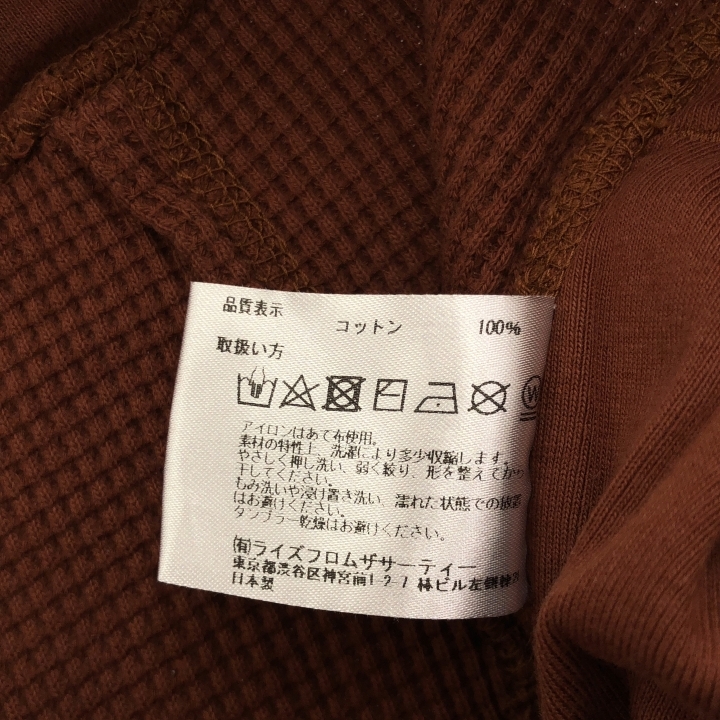 品質表示
コットン 100%
取扱い方
W
アイロンはあて布使用。
素材の特性上、洗濯により多少収縮します。
やさしく押し洗い、弱く絞り、形を整えてから
干してください。
もみ洗いや浸け置き洗い、濡れた状態での放置
はお避けください。
タンブラー乾燥はお避けください。
㈲ライズフロムザサーティー
東京都渋谷区神宮前1-2-7 林ビル左側
日本製